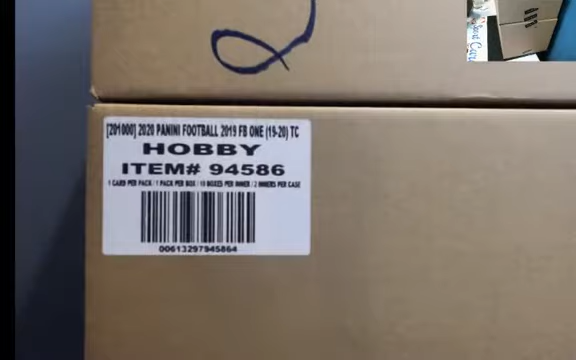 2
[201000] 2020 PANINI FOOTBALL 2019 FB ONE (19-20) TC
HOBBY
ITEM# 94586
1 CARD PER PACK / 1 PACK PER BOX / 10 BOXES PER INNER / 2 INNERS PER CASE
00613297945864